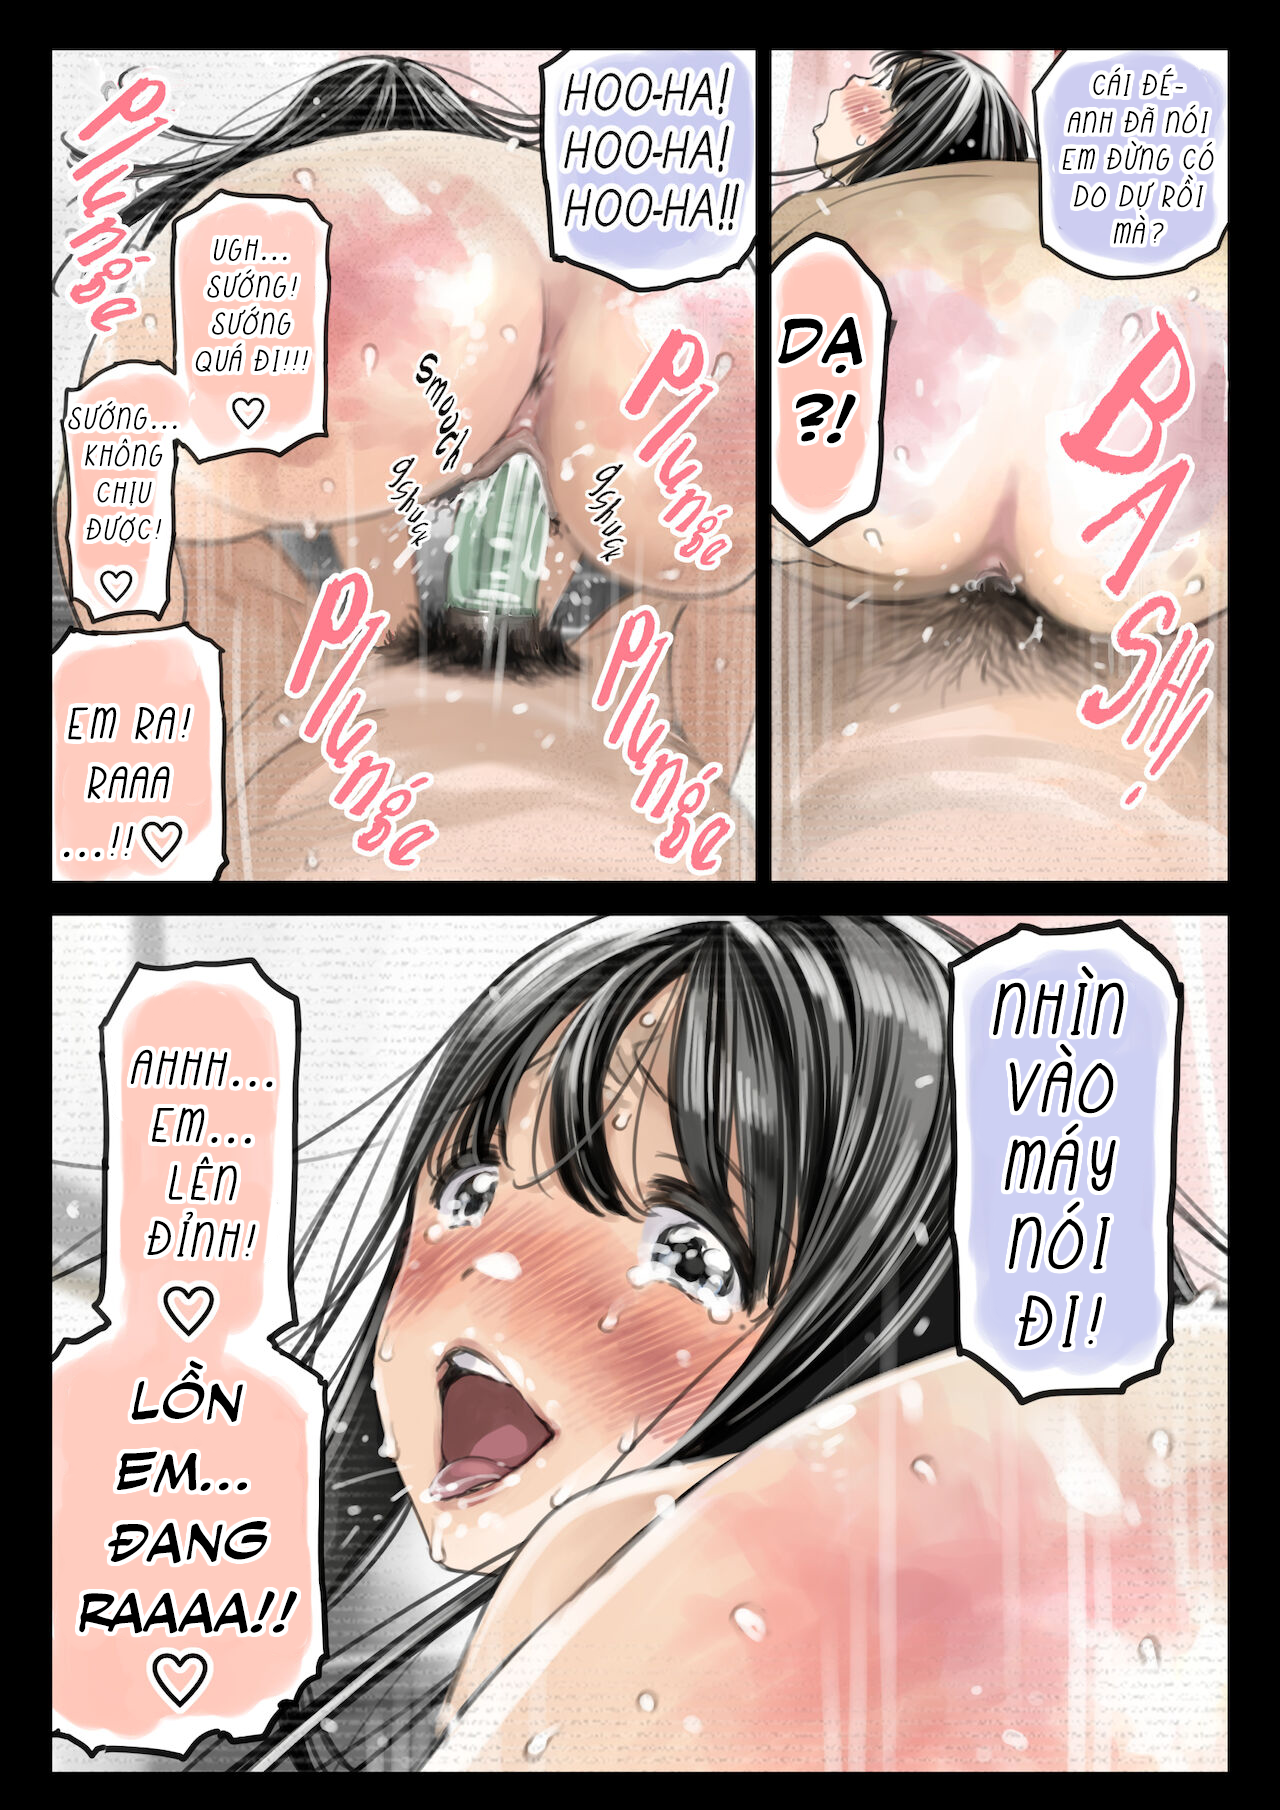 CÁI ĐÉ-
ANH ĐÃ NÓI
EM ĐỪNG CÓ
DO DỰ RỒI
MÀ?
DẠ
?!
BASH!
HOO-HA!
HOO-HA!
HOO-HA!!
Plunge
UGH...
SƯỚNG!
SƯỚNG
QUÁ ĐI!!!
♡
SƯỚNG...
KHÔNG
CHỊU
ĐƯỢC!
♡
Smooch
gshuck
gshuck
Plunge
Plunge
Plunge
EM RA!
RAAA
...!!♡
NHÌN
VÀO
MÁY
NÓI
ĐI!
AHHH...
EM...
LÊN
ĐỈNH!
♡
LỒN
EM...
ĐANG
RAAAA!!
♡